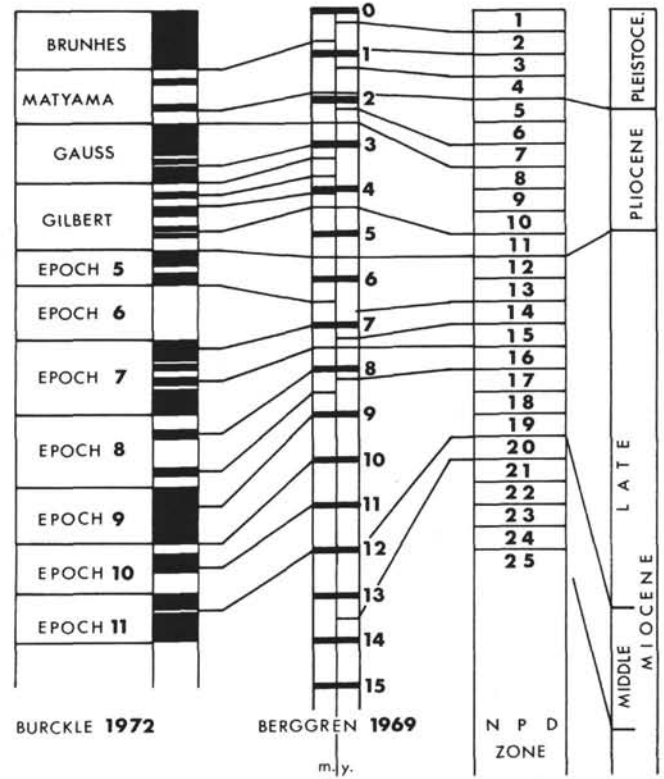 BRUNHES
MATYAMA
GAUSS
GILBERT
EPOCH 5
EPOCH 6
EPOCH 7
EPOCH 8
EPOCH 9
EPOCH 10
EPOCH 11
BURCKLE 1972
0
1
2
3
4
5
6
7
8
9
10
11
12
13
14
15
BERGGREN 1969
m. y.
1
2
3
4
5
6
7
8
9
10
11
12
13
14
15
16
17
18
19
20
21
22
23
24
25
N P D
ZONE
PLEISTOCE.
PLIOCENE
LATE
MIDDLE
MIOCENE